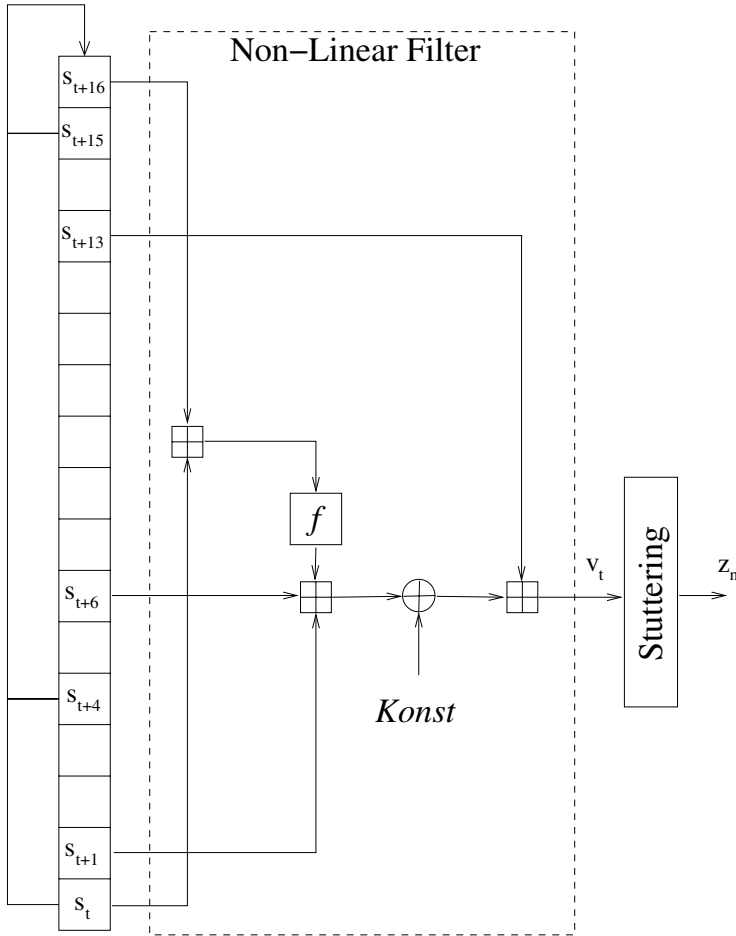 Non−Linear Filter
s_{t+16}
s_{t+15}
s_{t+13}
f
s_{t+6}
v_t
z_n
Stuttering
s_{t+4}
Konst
s_{t+1}
s_t